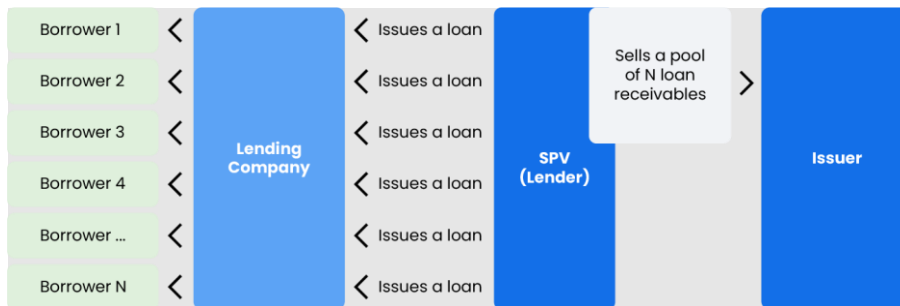 Borrower 1
Issues a loan
Borrower 2
Issues a loan
Borrower 3
Issues a loan
Borrower 4
Issues a loan
Borrower ...
Issues a loan
Borrower N
Issues a loan
Lending
Company
SPV
(Lender)
Sells a pool
of N loan
receivables
Issuer